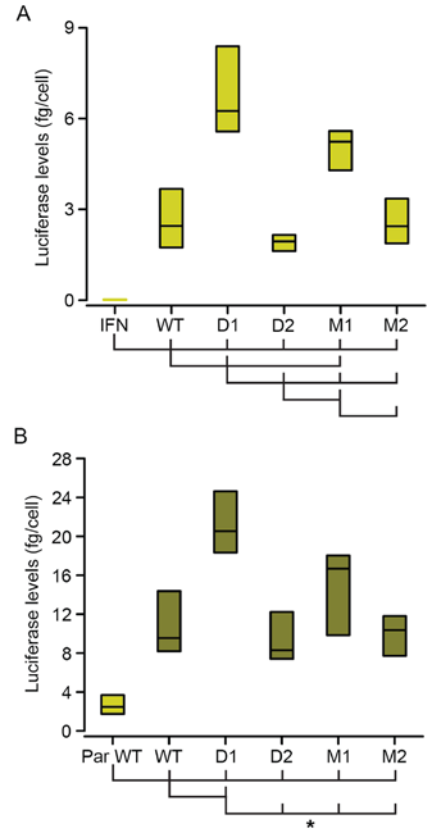 A
Luciferase levels (fg/cell)
9
6
3
0
IFN WT D1 D2 M1 M2
B
Luciferase levels (fg/cell)
28
24
20
16
12
8
4
0
Par WT WT D1 D2 M1 M2
*